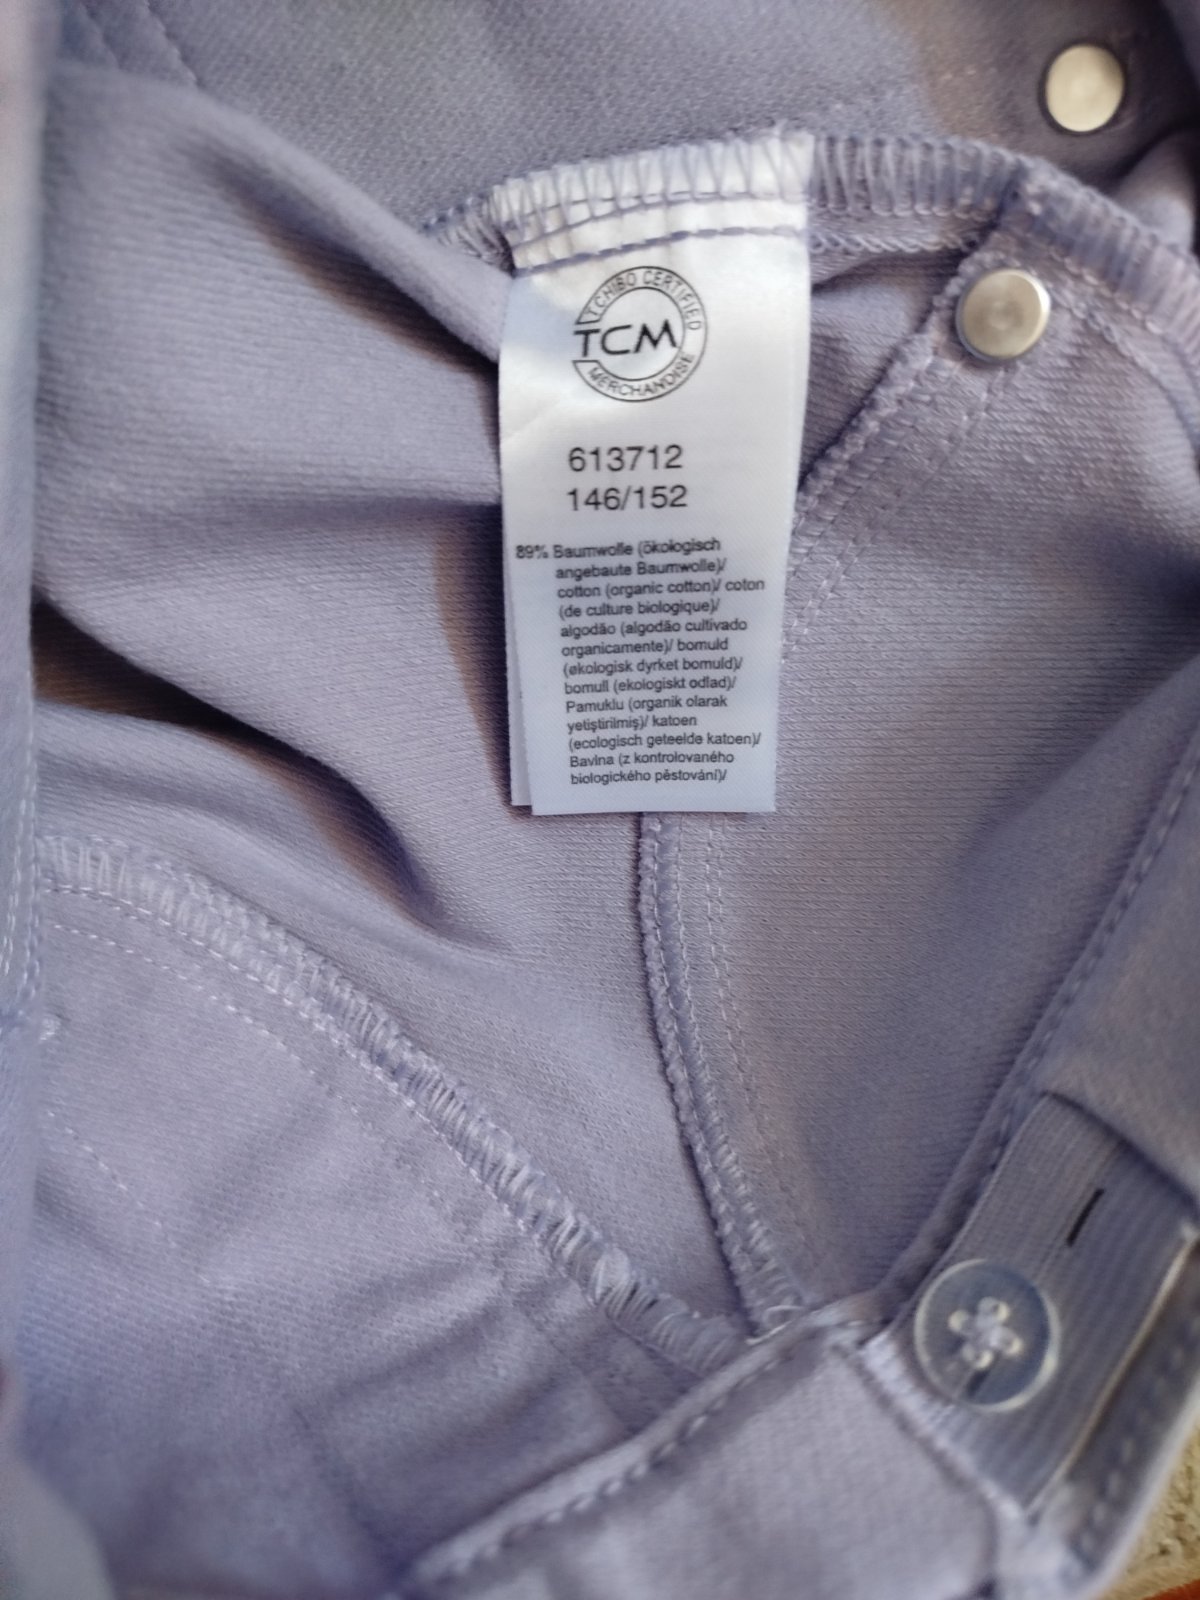 TCHIBO CERTIFIED
TCM
MERCHANDISE
613712
146/152
89% Baumwolle (ökologisch
angebaute Baumwolle)/
cotton (organic cotton)/ coton
(de culture biologique)/
algodão (algodão cultivado
organicamente)/ bomuld
(økologisk dyrket bomuld)/
bomull (ekologiskt odlad)/
Pamuklu (organik olarak
yetiştirilmiş)/ katoen
(ecologisch geteelde katoen)/
Bavlna (z kontrolovaného
biologického pěstování)/